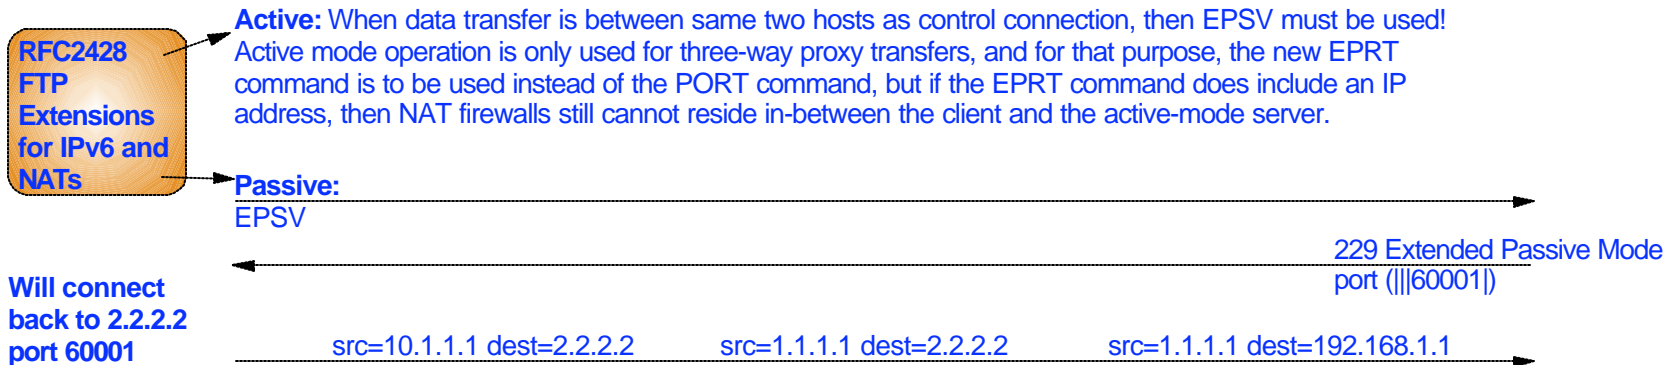 RFC2428
FTP
Extensions
for IPv6 and
NATs
Active: When data transfer is between same two hosts as control connection, then EPSV must be used!
Active mode operation is only used for three-way proxy transfers, and for that purpose, the new EPRT
command is to be used instead of the PORT command, but if the EPRT command does include an IP
address, then NAT firewalls still cannot reside in-between the client and the active-mode server.
Passive:
EPSV
229 Extended Passive Mode
port (|||60001|)
Will connect
back to 2.2.2.2
port 60001
src=10.1.1.1 dest=2.2.2.2 src=1.1.1.1 dest=2.2.2.2 src=1.1.1.1 dest=192.168.1.1